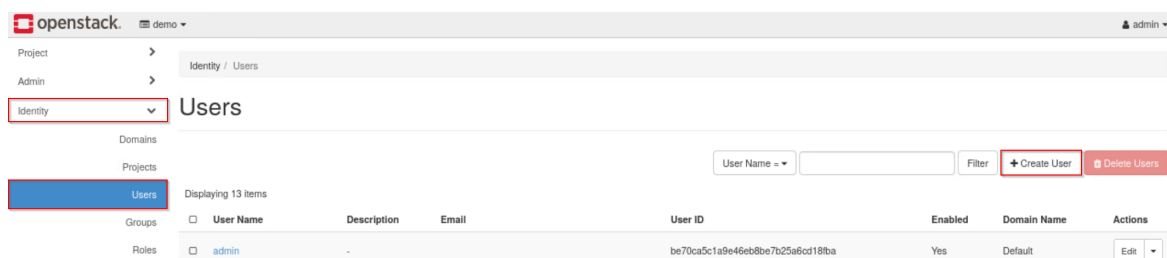 openstack. demo admin
Project
Admin
Identity
Domains
Projects
Users
Groups
Roles
Identity / Users
Users
User Name = Filter + Create User Delete Users
Displaying 13 items
User Name Description Email User ID Enabled Domain Name Actions
admin - be70ca5c1a9e46eb8be7b25a6cd18fba Yes Default Edit